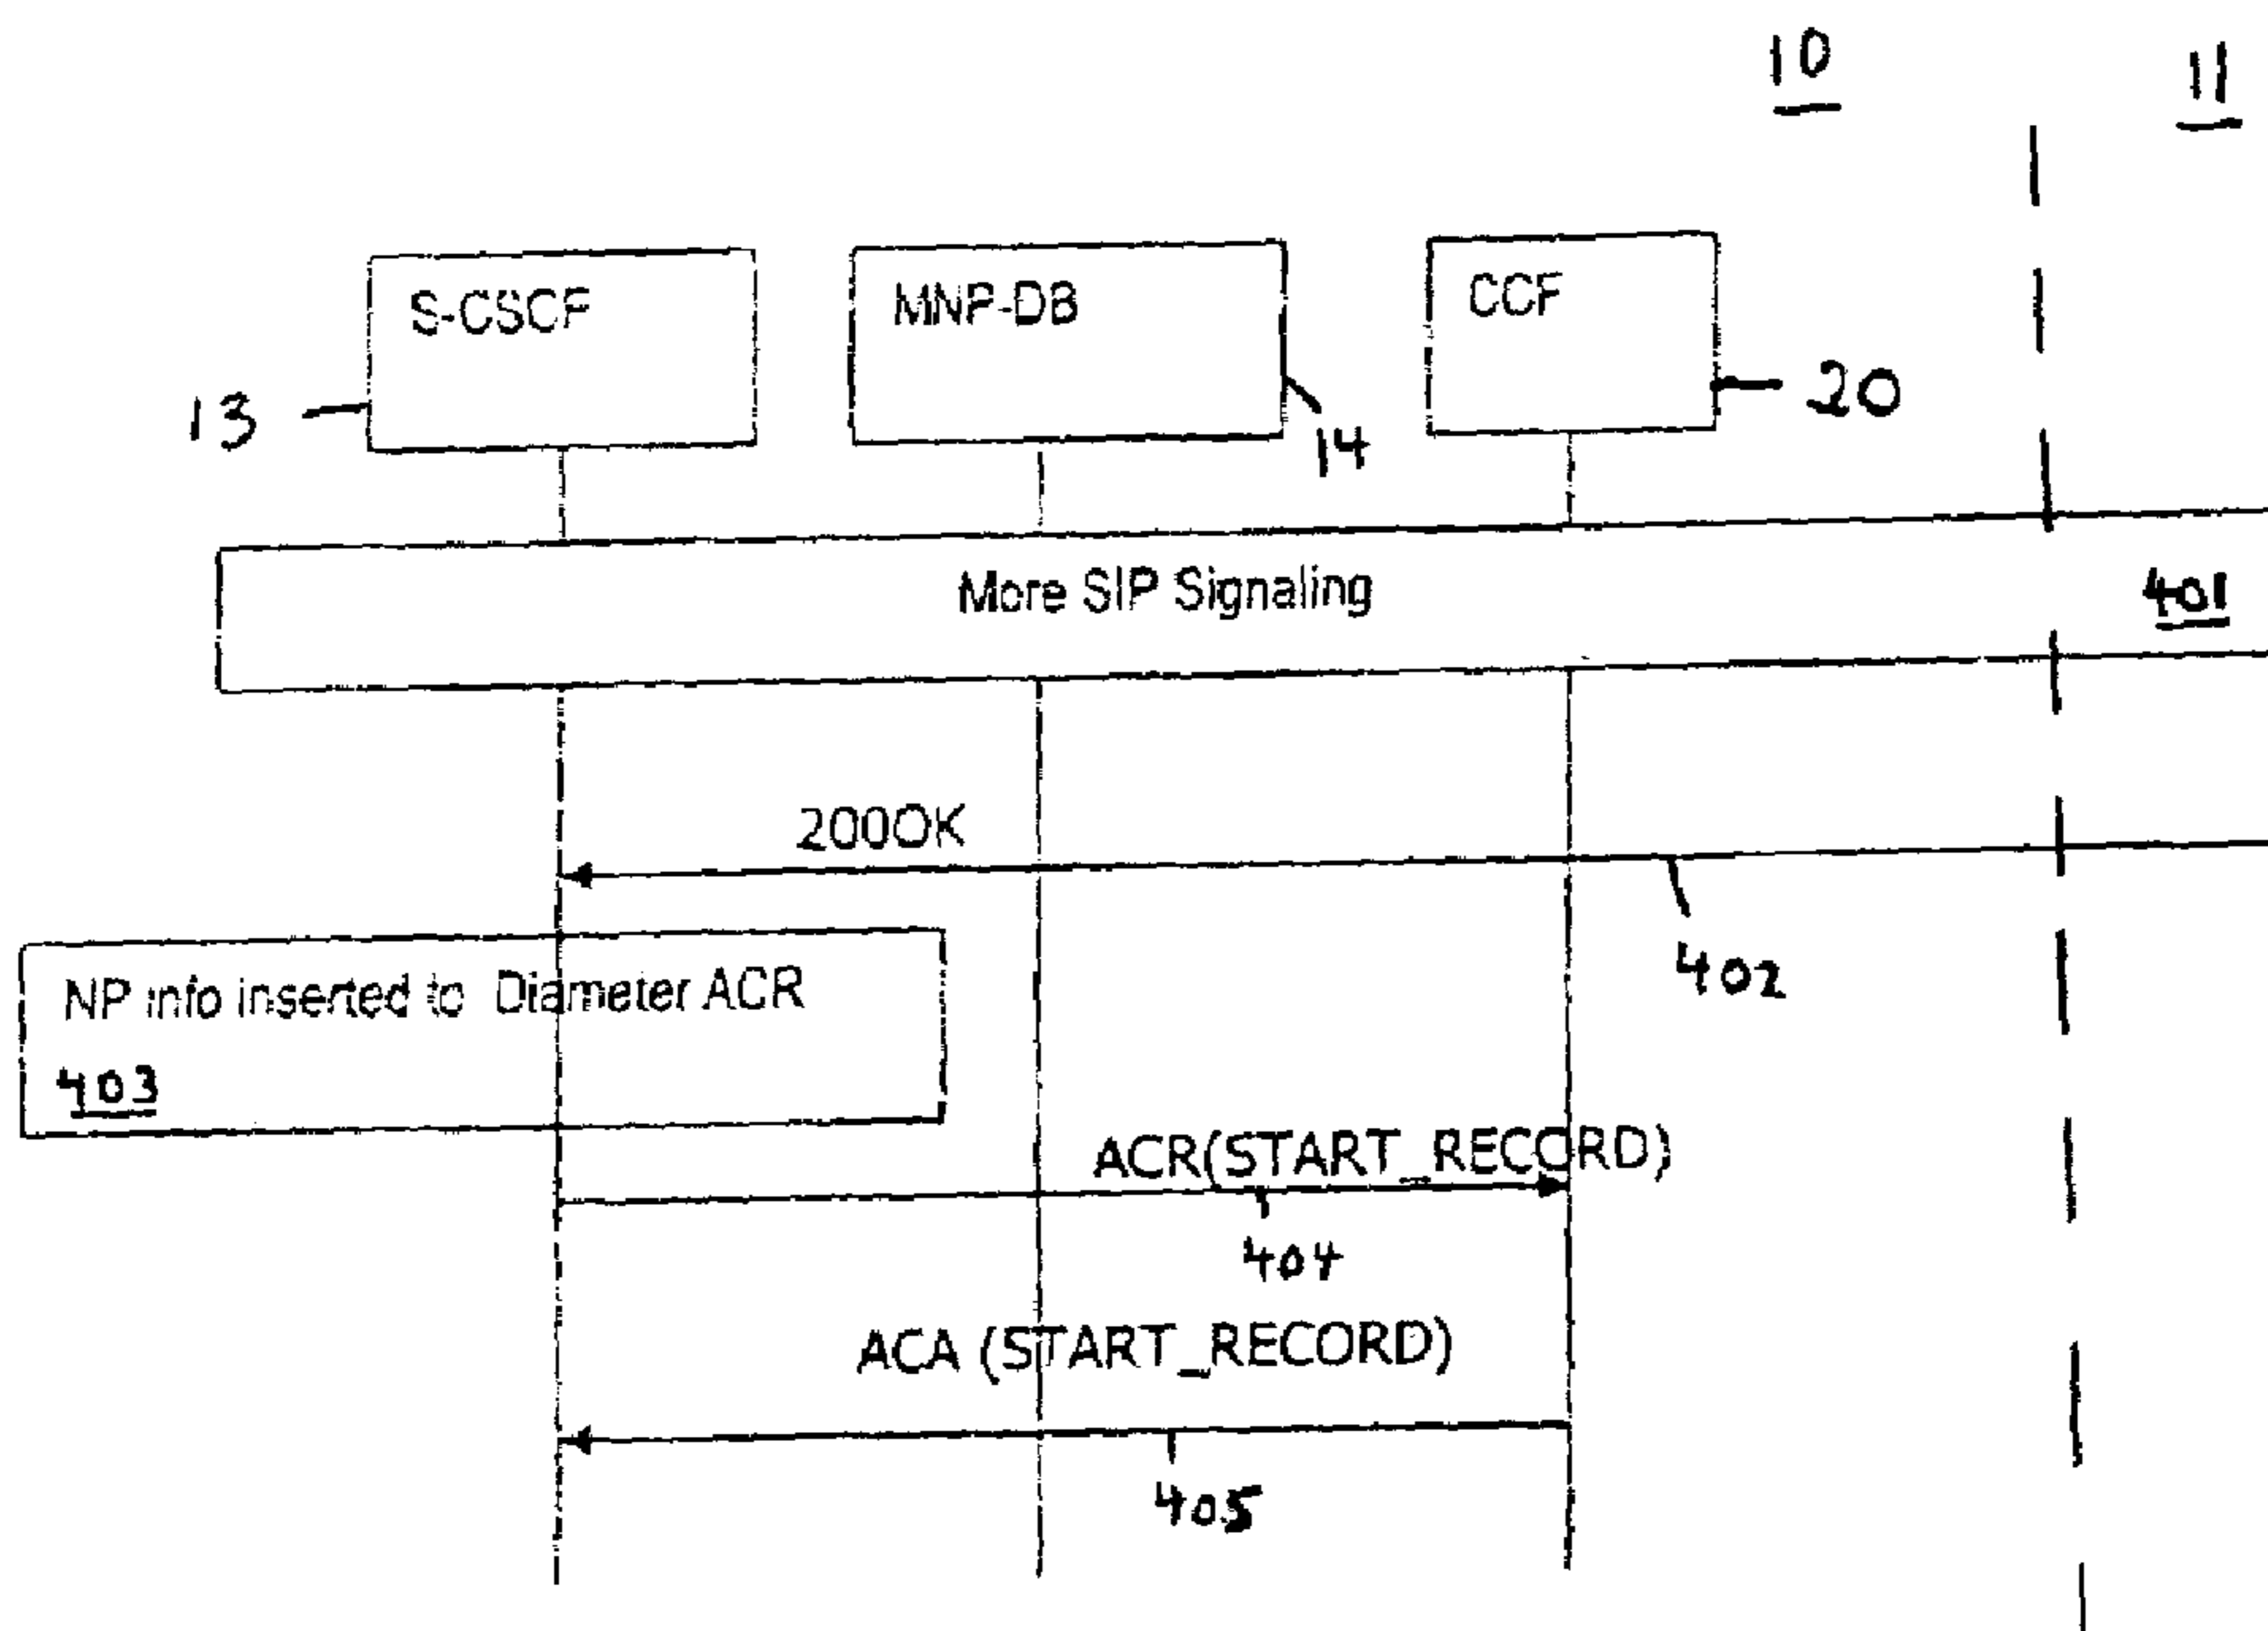 10
11
S-CSCF
MNP-DB
CCF
13
14
20
More SIP Signaling
401
200OK
402
NP info inserted to Diameter ACR
403
ACR(START_RECORD)
404
ACA (START_RECORD)
405